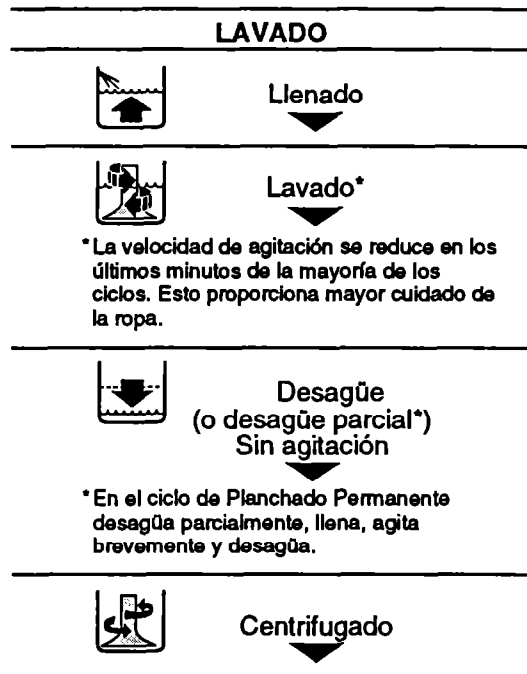 LAVADO
Llenado
Lavado*
*La velocidad de agitación se reduce en los
últimos minutos de la mayoría de los
ciclos. Esto proporciona mayor cuidado de
la ropa.
Desagüe
(o desagüe parcial*)
Sin agitación
*En el ciclo de Planchado Permanente
desagüa parcialmente, llena, agita
brevemente y desagüa.
Centrifugado